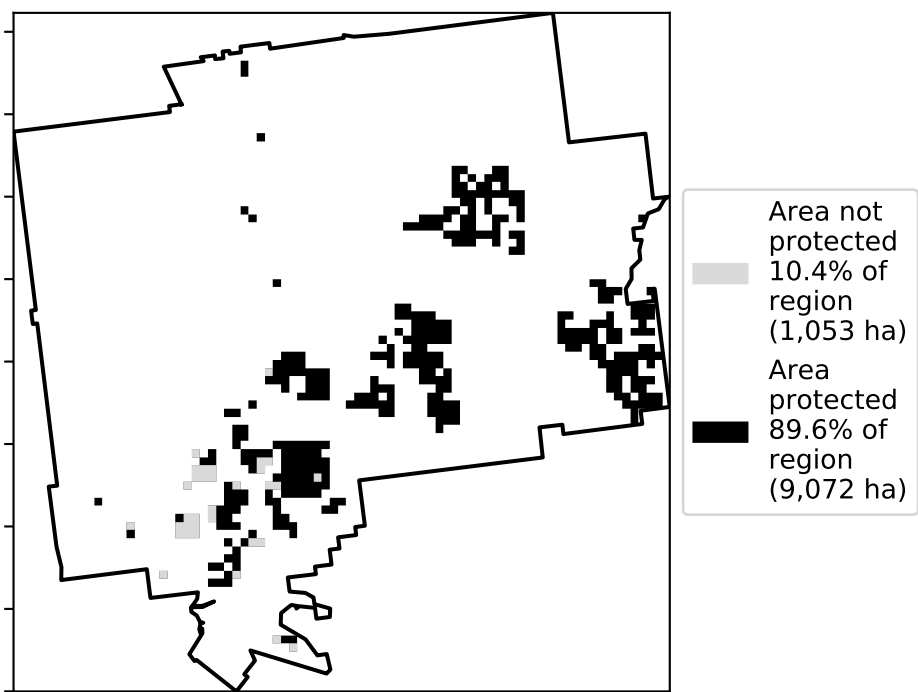 Area not
protected
10.4% of
region
(1,053 ha)
Area
protected
89.6% of
region
(9,072 ha)